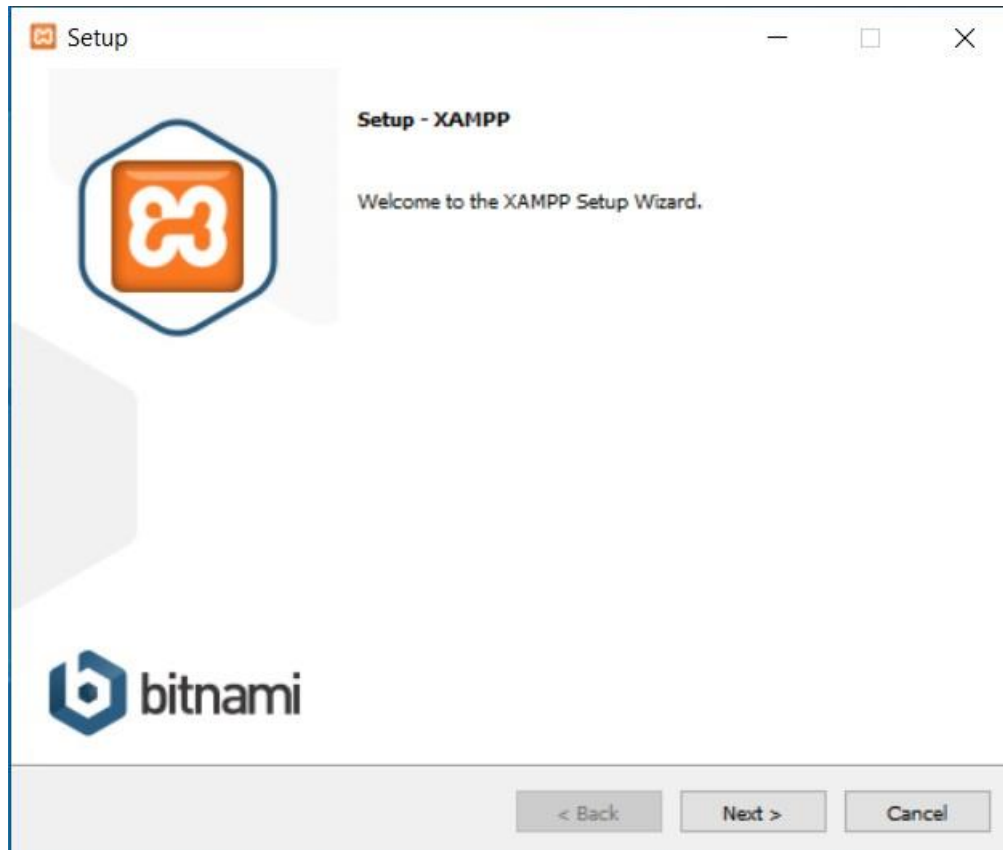 Setup
Setup - XAMPP
Welcome to the XAMPP Setup Wizard.
bitnami
< Back
Next >
Cancel